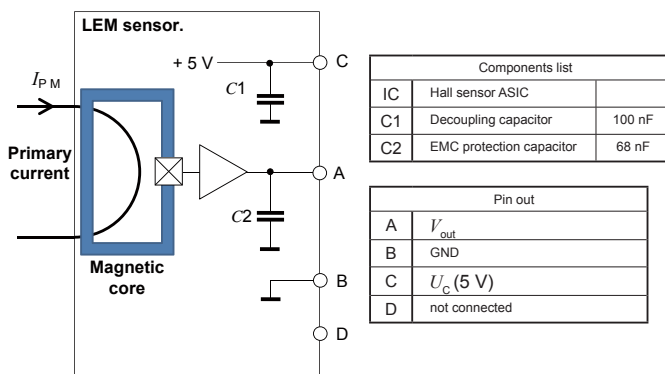 LEM sensor.
+ 5 V
C
C1
I P M
Primary
current
A
C2
Magnetic
core
B
D
Components list
IC Hall sensor ASIC
C1 Decoupling capacitor 100 nF
C2 EMC protection capacitor 68 nF
Pin out
A V out
B GND
C U C (5 V)
D not connected